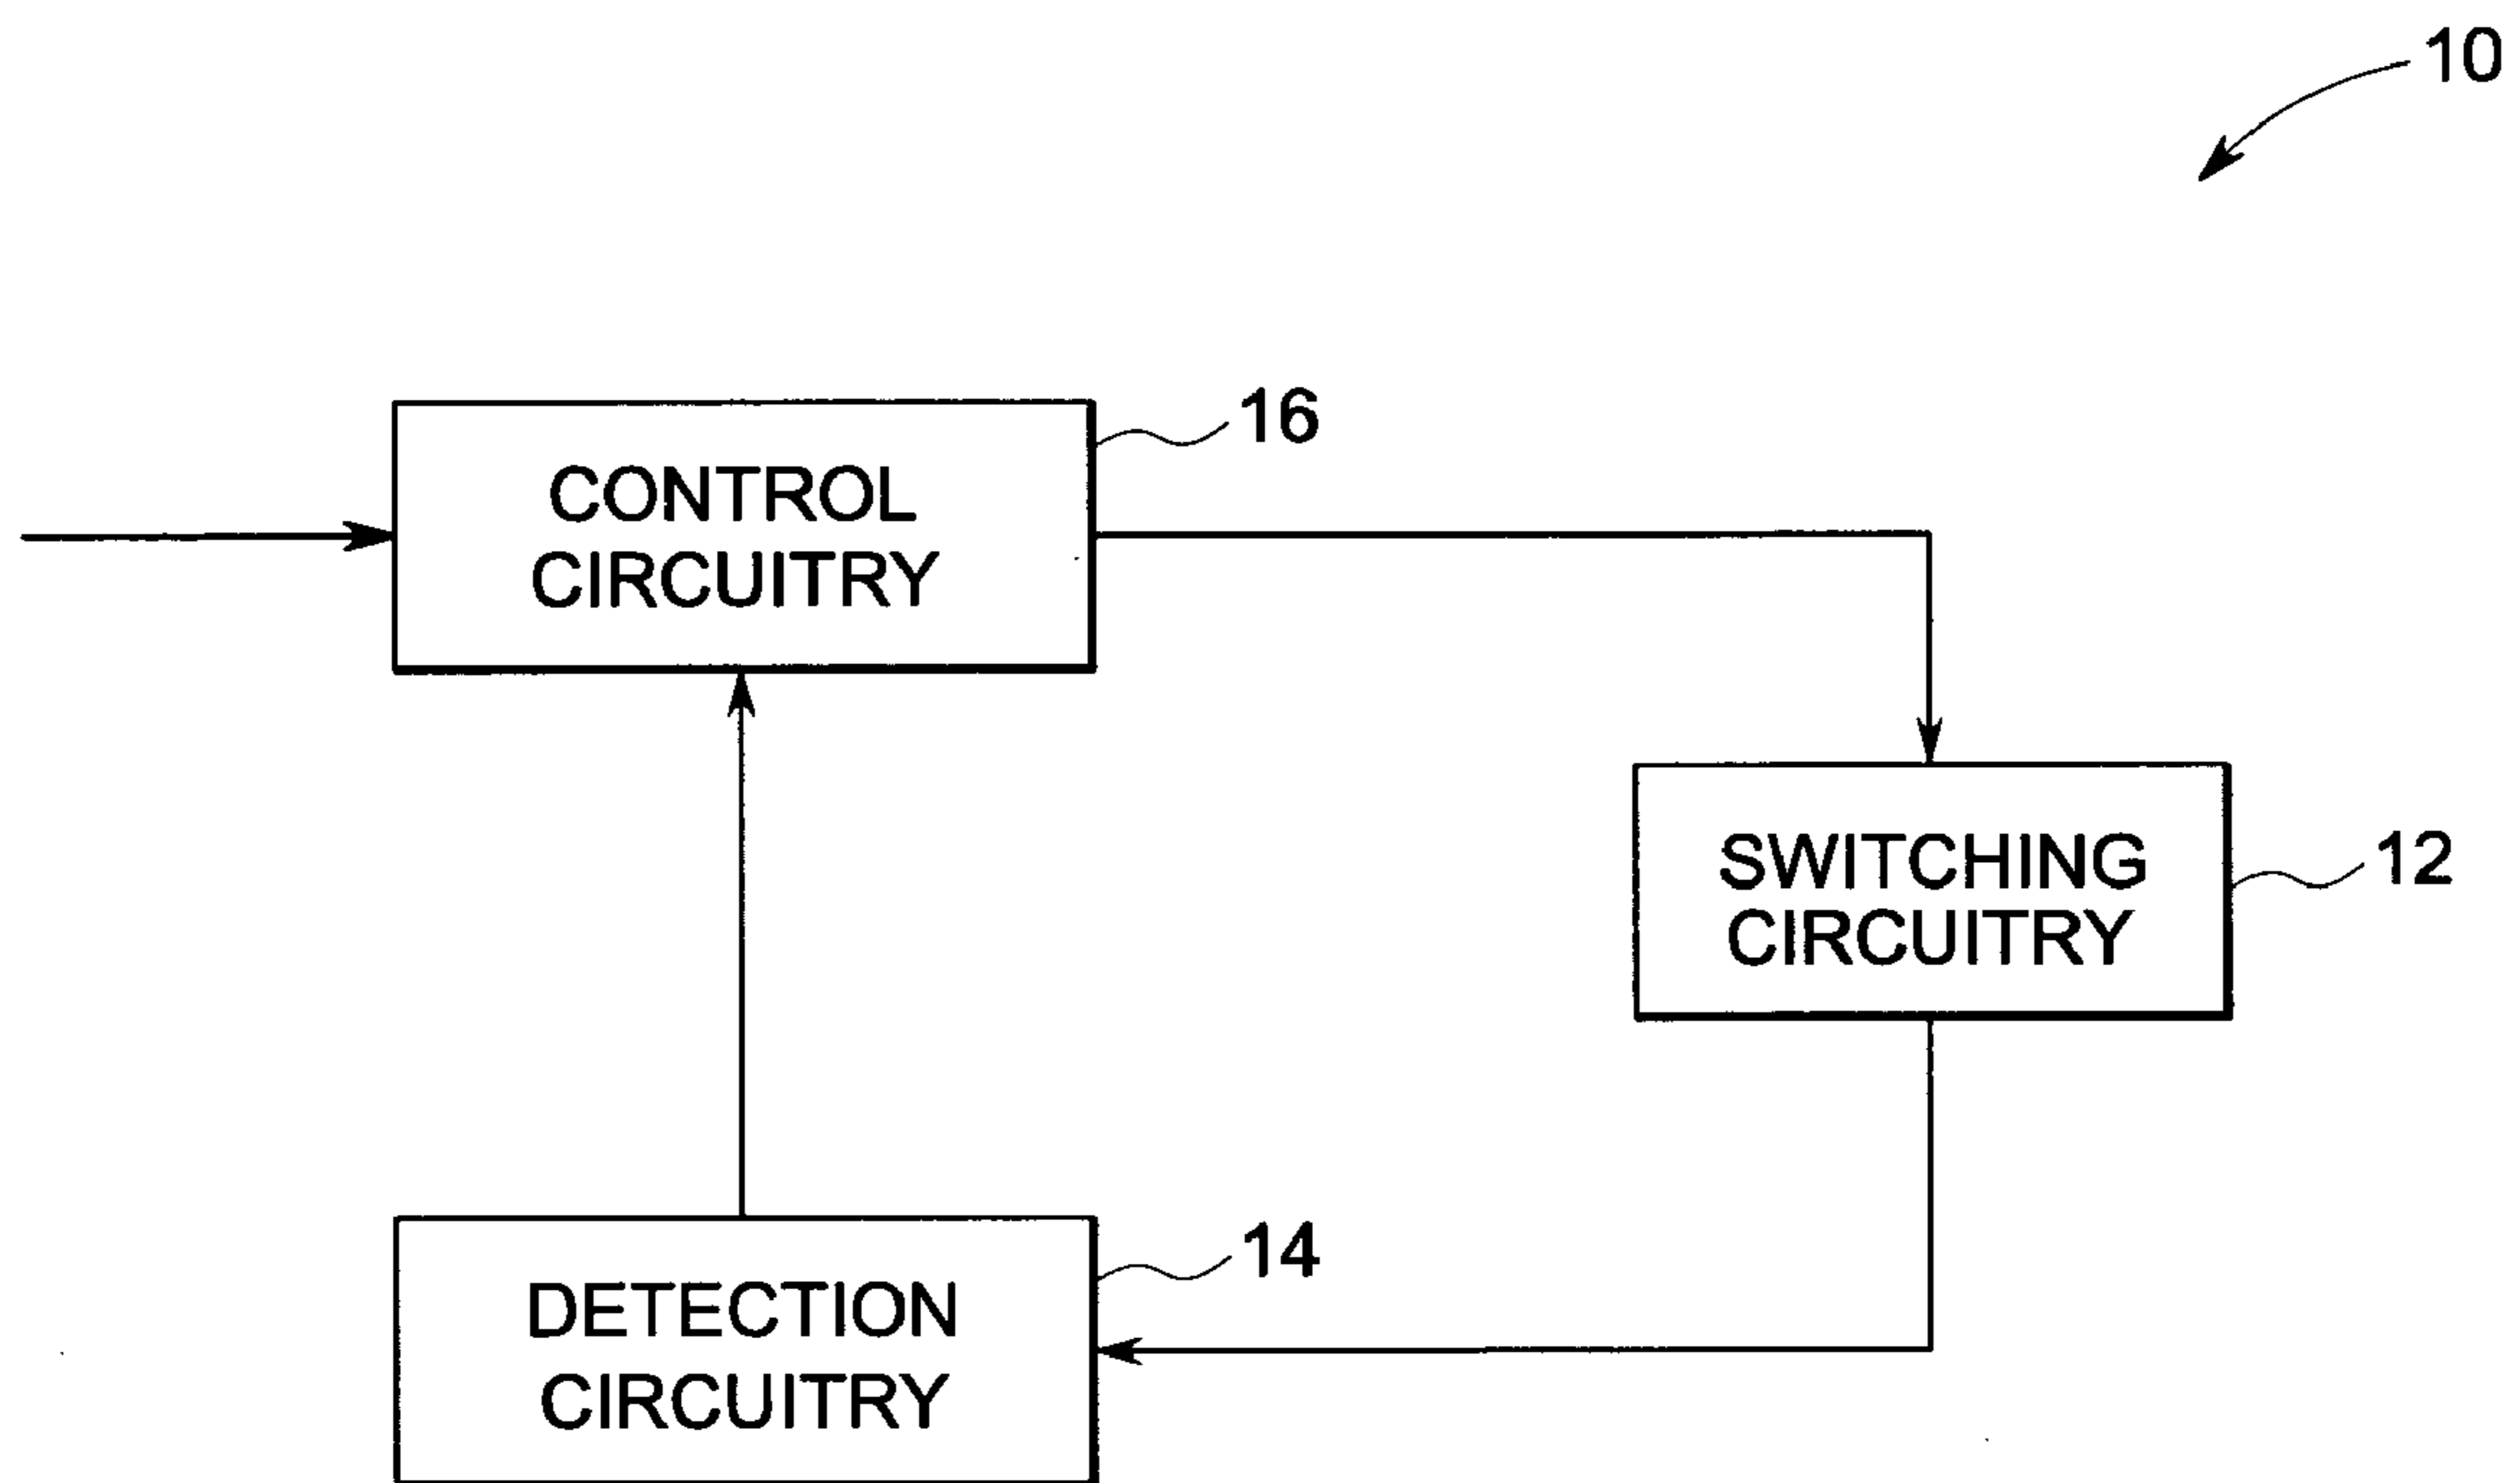 10
16
CONTROL
CIRCUITRY
SWITCHING
CIRCUITRY
12
14
DETECTION
CIRCUITRY